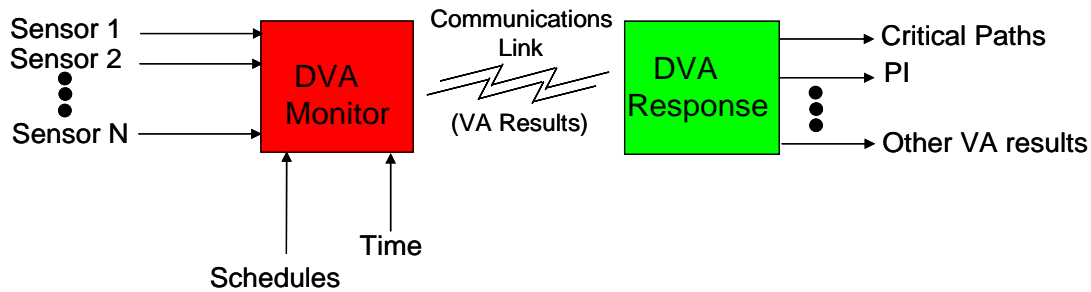 Sensor 1
Sensor 2
Sensor N
DVA
Monitor
Schedules
Time
Communications
Link
(VA Results)
DVA
Response
Critical Paths
PI
Other VA results